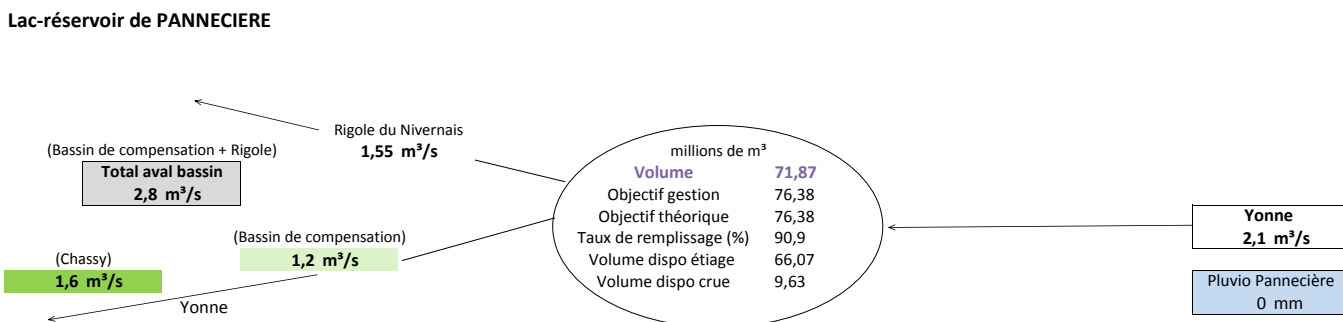 Lac-réservoir de PANNECIERE
Rigole du Nivernais
1,55 m³/s
(Bassin de compensation + Rigole)
Total aval bassin
2,8 m³/s
(Bassin de compensation)
1,2 m³/s
(Chassy)
1,6 m³/s
Yonne
millions de m³
Volume 71,87
Objectif gestion 76,38
Objectif théorique 76,38
Taux de remplissage (%) 90,9
Volume dispo étiage 66,07
Volume dispo crue 9,63
Yonne
2,1 m³/s
Pluvio Pannecière
0 mm